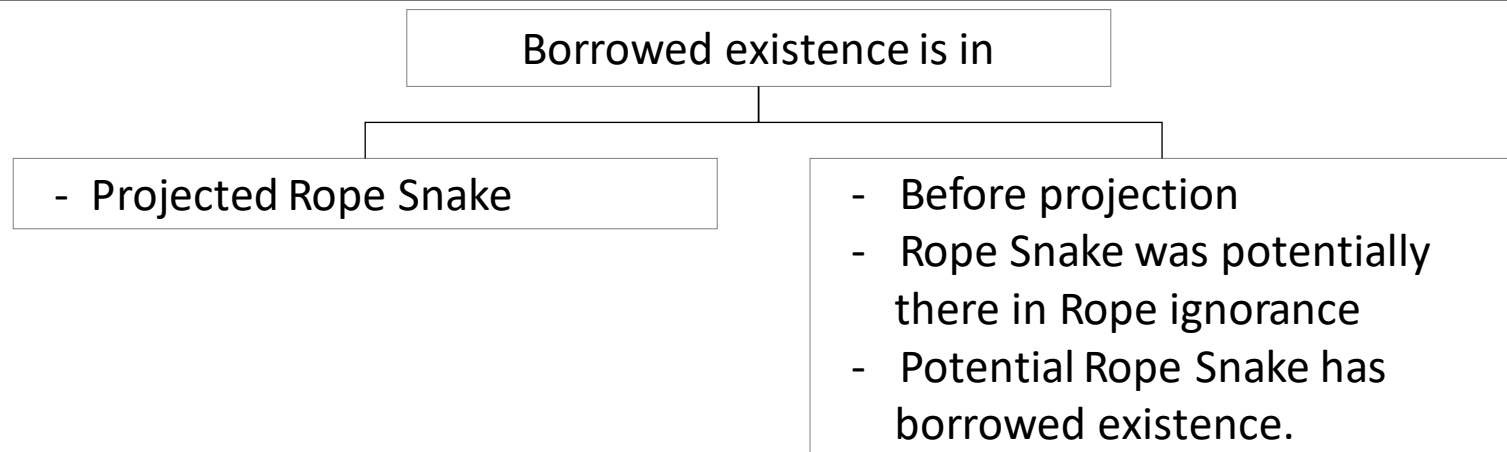 Borrowed existence is in
- Projected Rope Snake
- Before projection
- Rope Snake was potentially
there in Rope ignorance
- Potential Rope Snake has
borrowed existence.